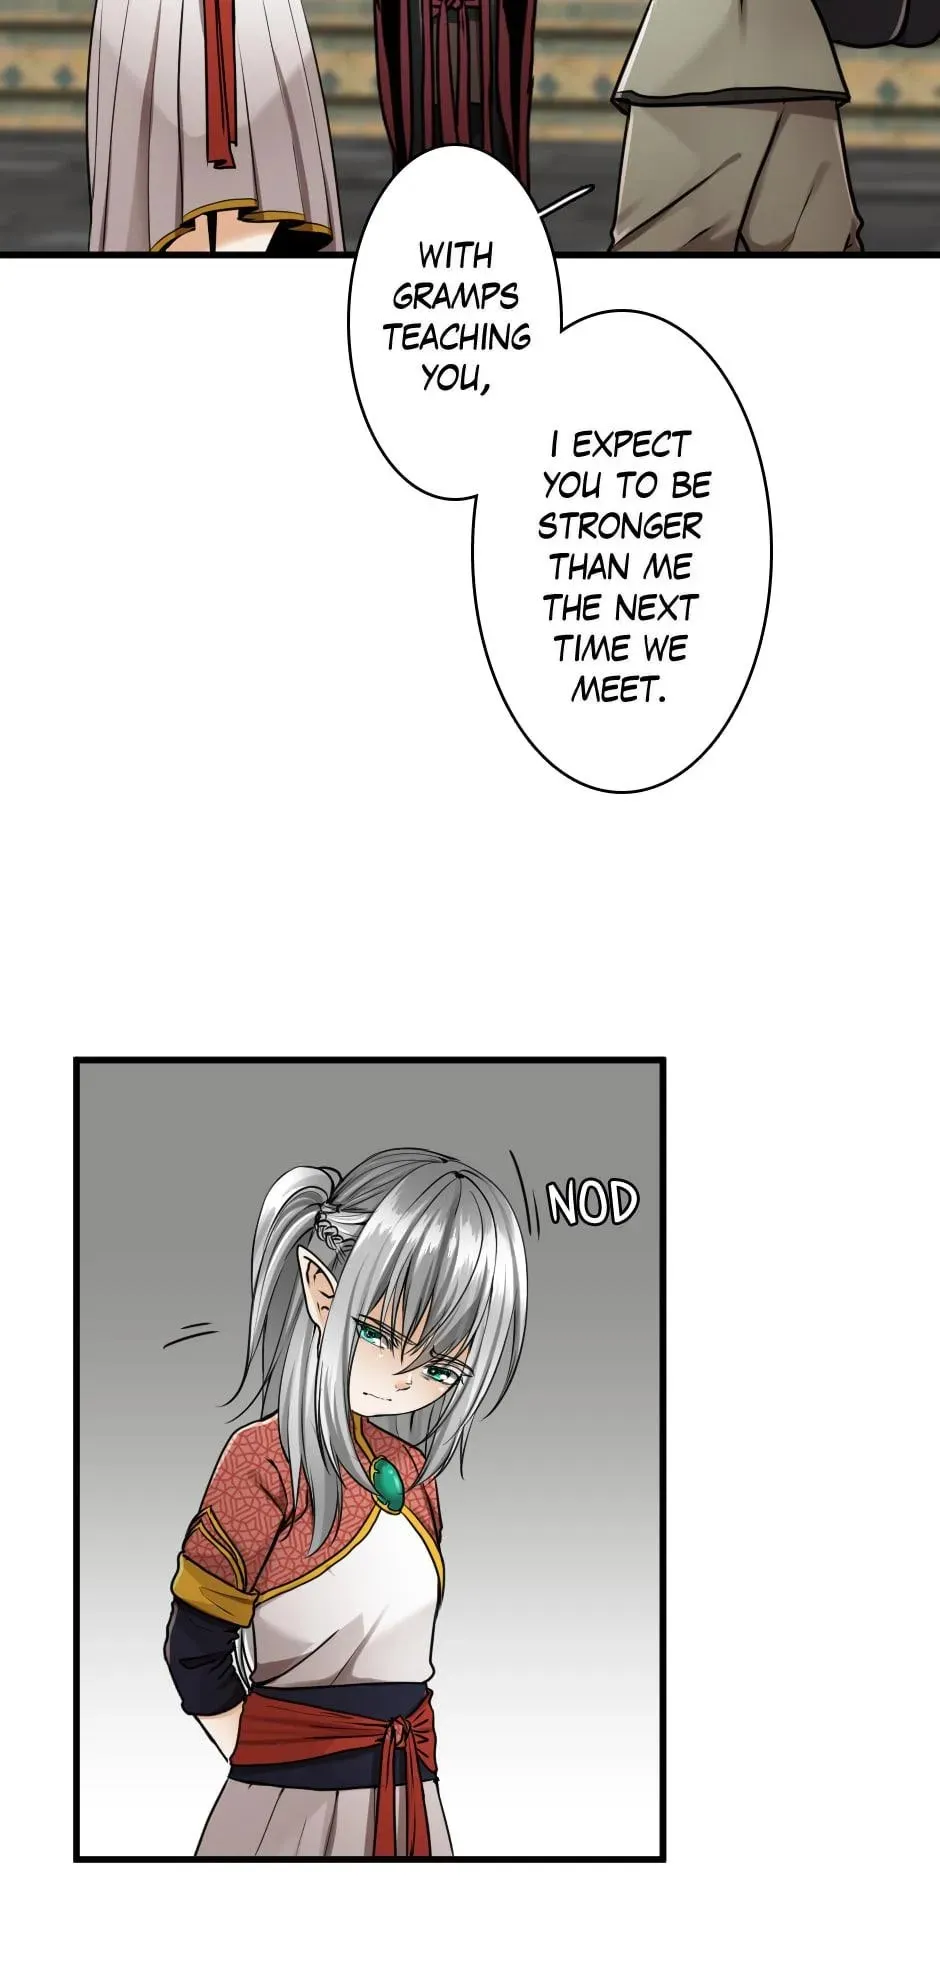 WITH
GRAMPS
TEACHING
YOU,
I EXPECT
YOU TO BE
STRONGER
THAN ME
THE NEXT
TIME WE
MEET.
NOD